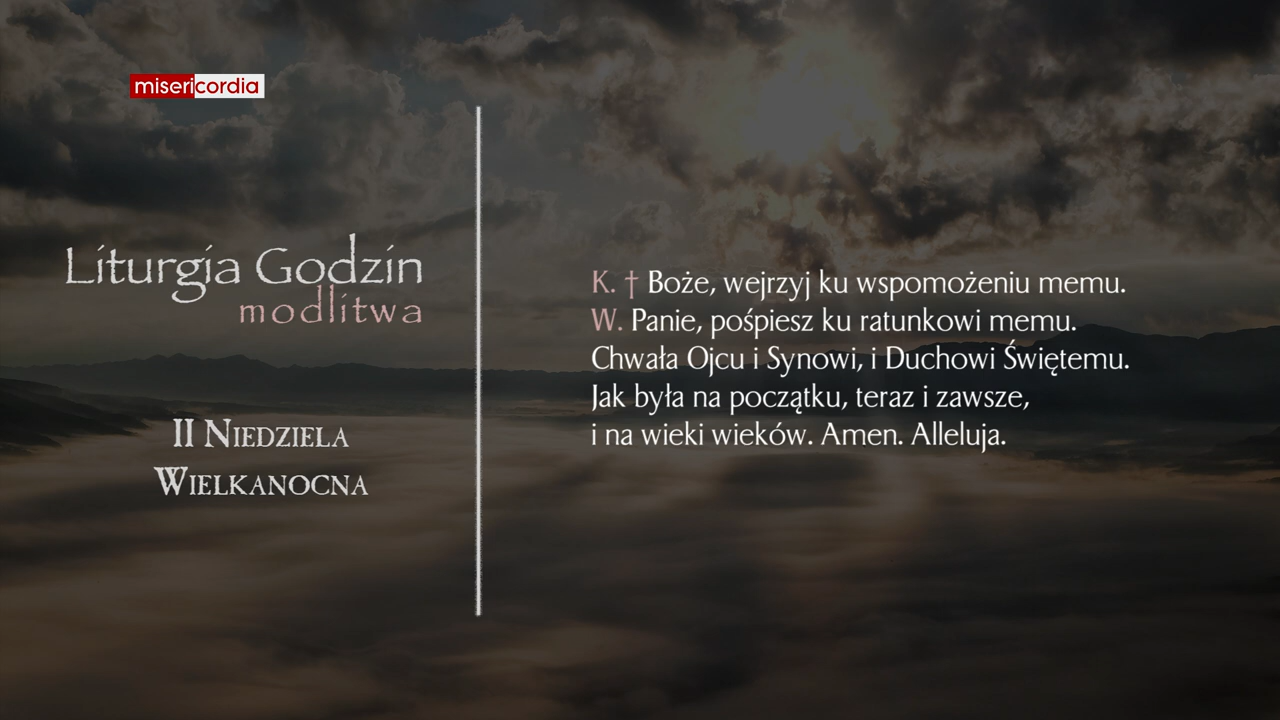 misericordia
Liturgia Godzin
modlitwa
II Niedziela
Wielkanocna
K. † Boże, wejrzyj ku wspomożeniu memu.
W. Panie, pośpiesz ku ratunkowi memu.
Chwała Ojcu i Synowi, i Duchowi Świętemu.
Jak była na początku, teraz i zawsze,
i na wieki wieków. Amen. Alleluja.